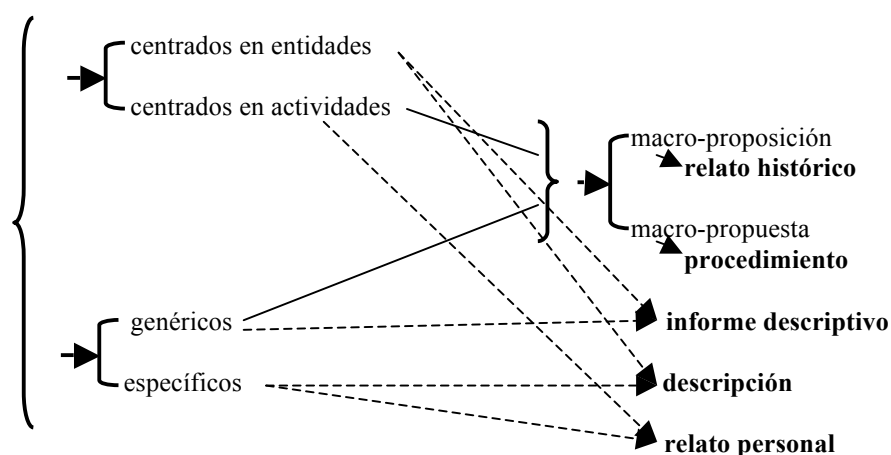 centrados en entidades
centrados en actividades
macro-proposición
relato histórico
macro-propuesta
procedimiento
genéricos
informe descriptivo
específicos
descripción
relato personal